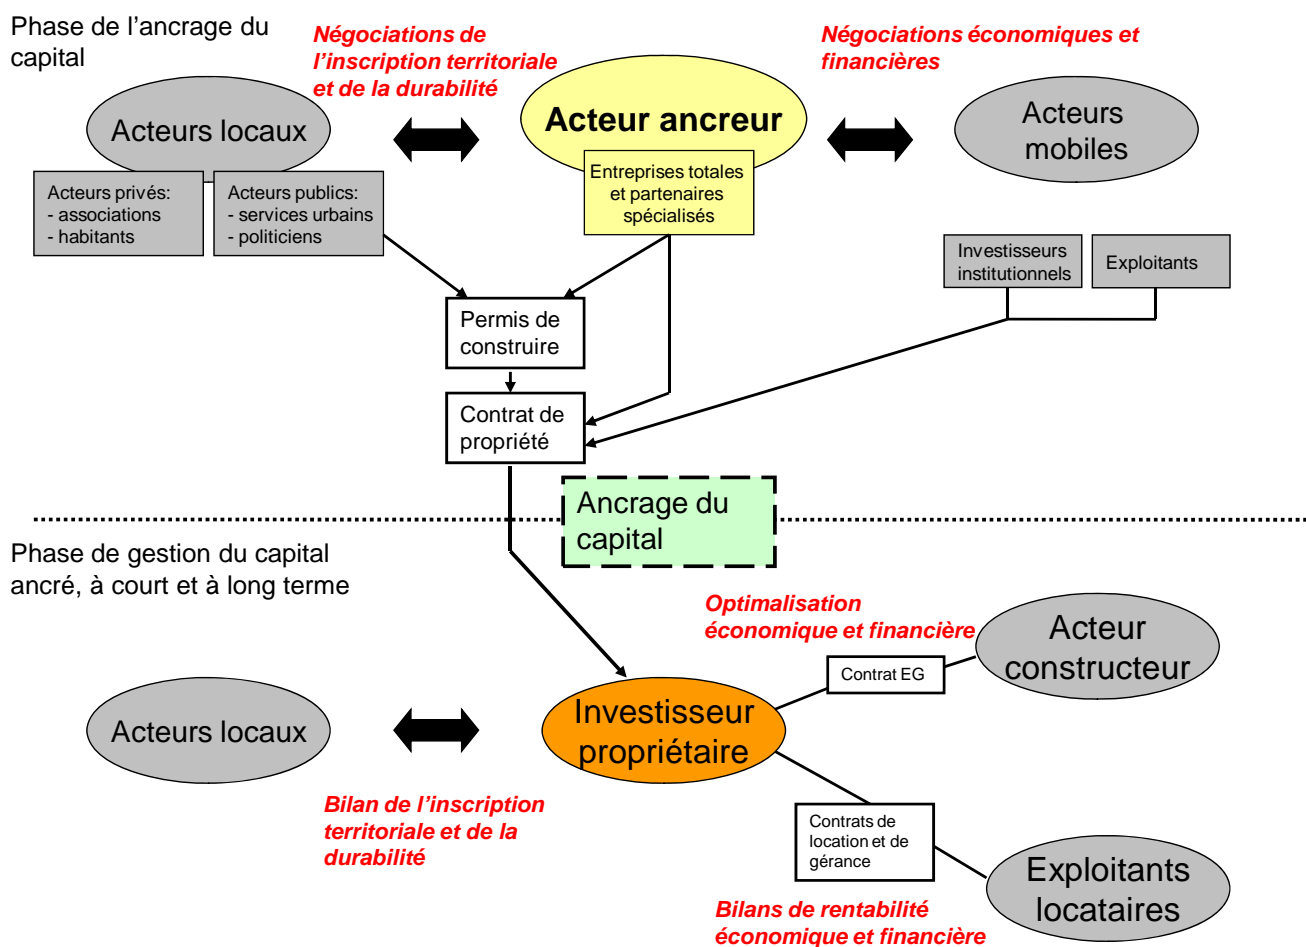 Phase de l’ancrage du
capital
Négociations de
l’inscription territoriale
et de la durabilité
Négociations économiques et
financières
Acteurs locaux
Acteur ancreur
Acteurs
mobiles
Acteurs privés:
- associations
- habitants
Acteurs publics:
- services urbains
- politiciens
Entreprises totales
et partenaires
spécialisés
Investisseurs
institutionnels
Exploitants
Permis de
construire
Contrat de
propriété
Ancrage du
capital
Phase de gestion du capital
ancré, à court et à long terme
Optimalisation
économique et financière
Acteur
constructeur
Contrat EG
Acteurs locaux
Investisseur
propriétaire
Bilan de l’inscription
territoriale et de la
durabilité
Contrats de
location et de
gérance
Exploitants
locataires
Bilans de rentabilité
économique et financière